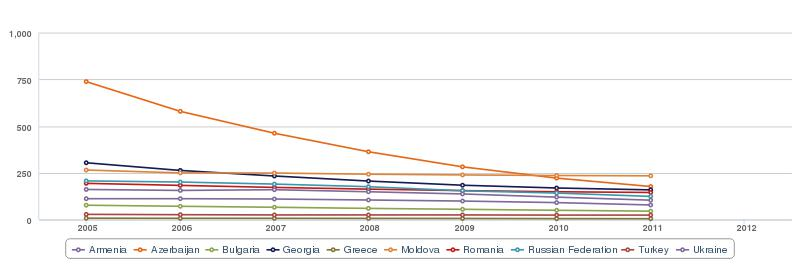 1,000
750
500
250
0
2005 2006 2007 2008 2009 2010 2011 2012
Armenia Azerbaijan Bulgaria Georgia Greece Moldova Romania Russian Federation Turkey Ukraine